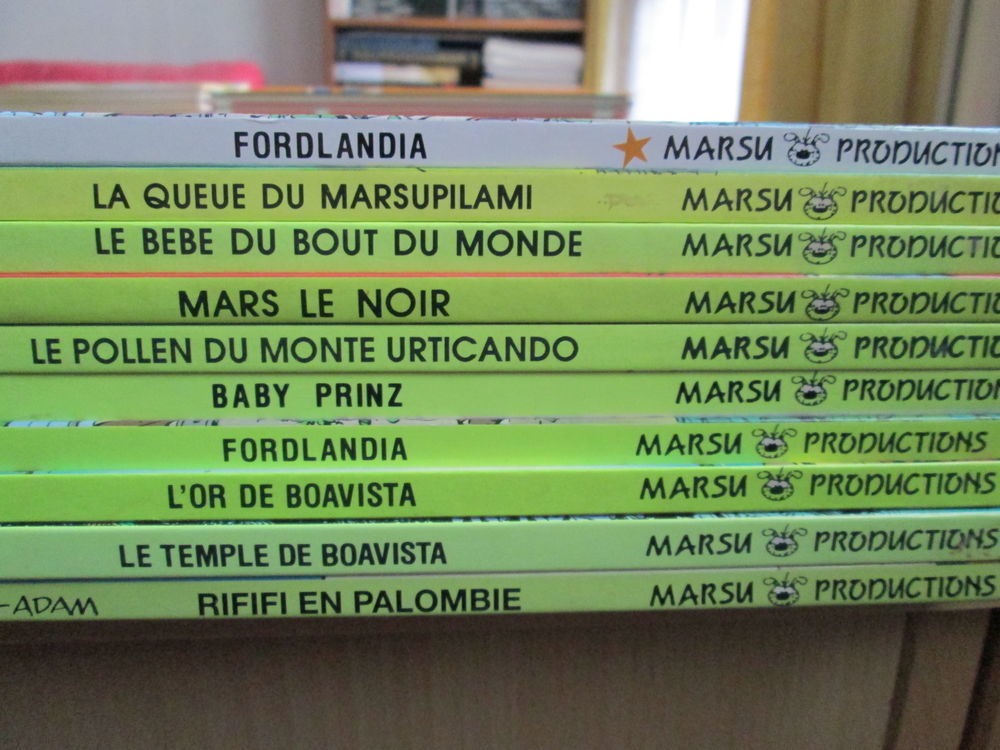 FORDLANDIA MARSU PRODUCTION
LA QUEUE DU MARSUPILAMI MARSU PRODUCTIO
LE BEBE DU BOUT DU MONDE MARSU PRODUCTIO
MARS LE NOIR MARSU PRODUCTIO
LE POLLEN DU MONTE URTICANDO MARSU PRODUCTIO
BABY PRINZ MARSU PRODUCTION
FORDLANDIA MARSU PRODUCTIONS
L'OR DE BOAVISTA MARSU PRODUCTIONS
LE TEMPLE DE BOAVISTA MARSU PRODUCTIONS
-ADAM RIFIFI EN PALOMBIE MARSU PRODUCTIONS